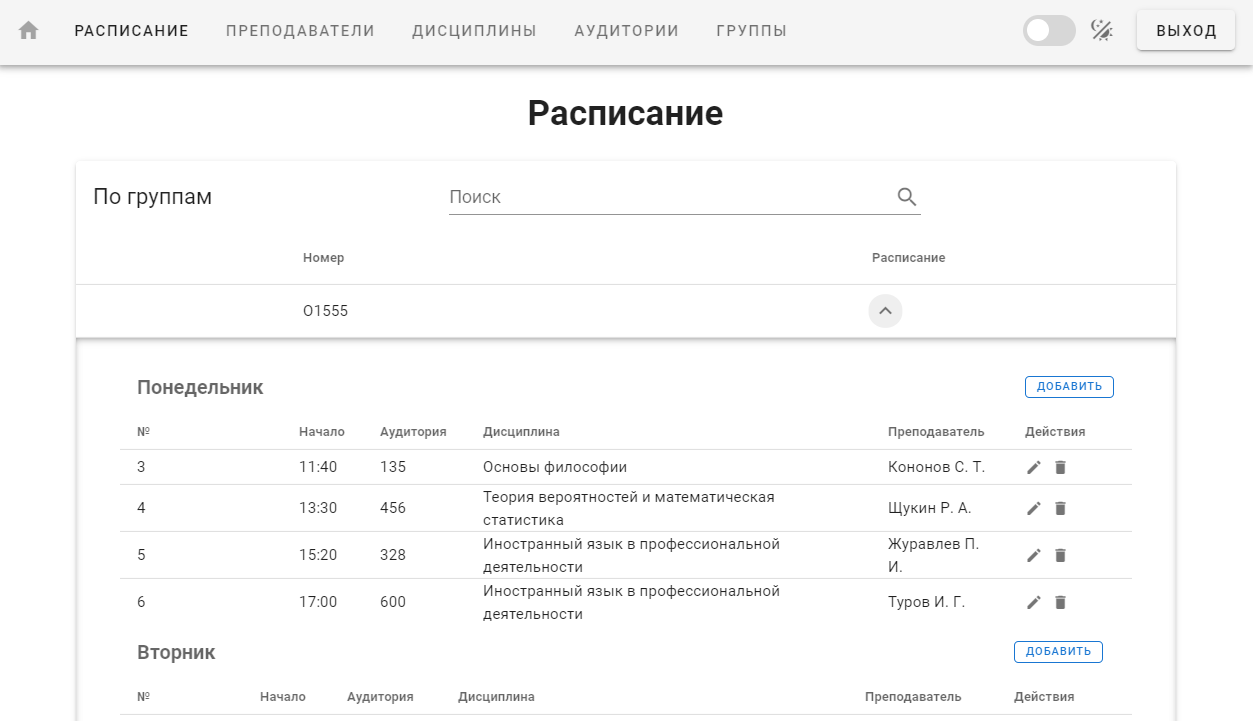 РАСПИСАНИЕ ПРЕПОДАВАТЕЛИ ДИСЦИПЛИНЫ АУДИТОРИИ ГРУППЫ ВЫХОД
Расписание
По группам Поиск
Номер Расписание
О1555
Понедельник ДОБАВИТЬ
№ Начало Аудитория Дисциплина Преподаватель Действия
3 11:40 135 Основы философии Кононов С. Т.
4 13:30 456 Теория вероятностей и математическая статистика Щукин Р. А.
5 15:20 328 Иностранный язык в профессиональной деятельности Журавлев П. И.
6 17:00 600 Иностранный язык в профессиональной деятельности Туров И. Г.
Вторник ДОБАВИТЬ
№ Начало Аудитория Дисциплина Преподаватель Действия